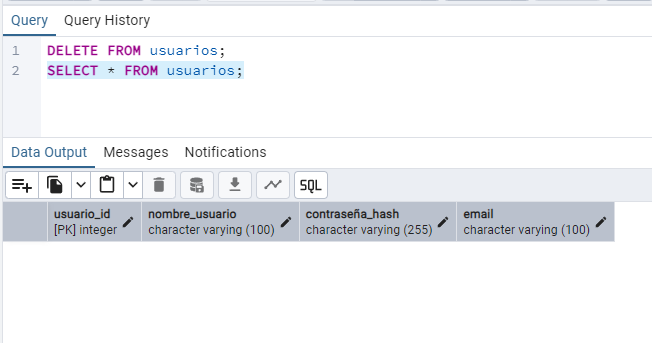 Query Query History
1 DELETE FROM usuarios;
2 SELECT * FROM usuarios;
Data Output Messages Notifications
SQL
usuario_id nombre_usuario contraseña_hash email
[PK] integer character varying (100) character varying (255) character varying (100)